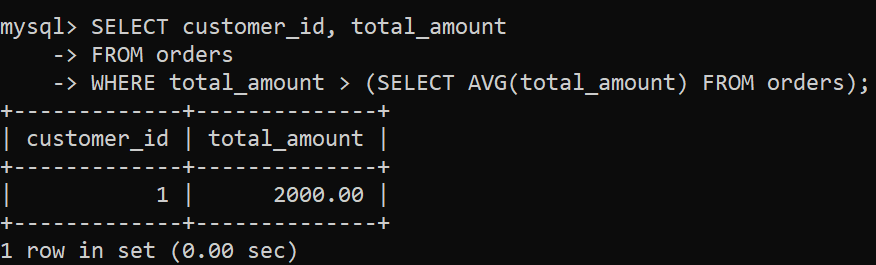 mysql> SELECT customer_id, total_amount
    -> FROM orders
    -> WHERE total_amount > (SELECT AVG(total_amount) FROM orders);
+-------------+--------------+
| customer_id | total_amount |
+-------------+--------------+
|           1 |      2000.00 |
+-------------+--------------+
1 row in set (0.00 sec)